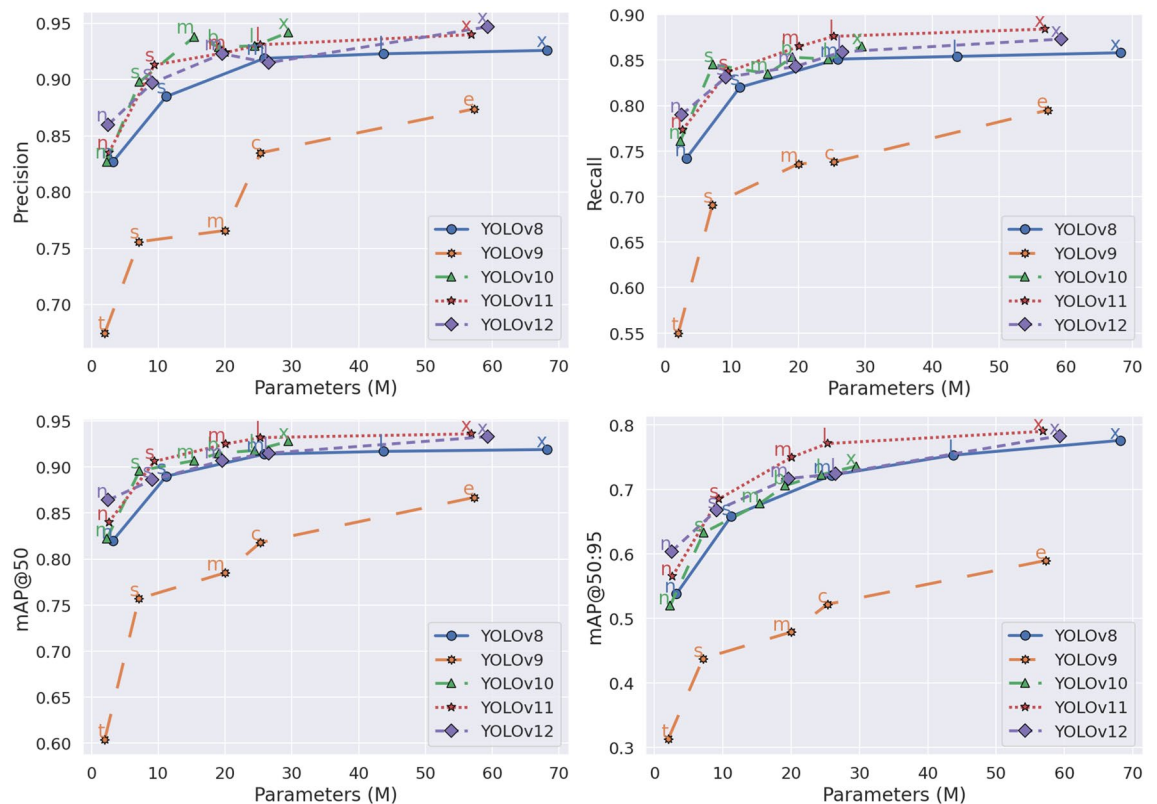 0.95
0.90
0.85
0.80
0.75
0.70
Precision
n s m l x
t s m c e
n s m b l x
n s m l x
n s m l x
YOLOv8
YOLOv9
YOLOv10
YOLOv11
YOLOv12
0 10 20 30 40 50 60 70
Parameters (M)
0.90
0.85
0.80
0.75
0.70
0.65
0.60
0.55
Recall
n s m l x
t s m c e
n s m b l x
n s m l x
n s m l x
YOLOv8
YOLOv9
YOLOv10
YOLOv11
YOLOv12
0 10 20 30 40 50 60 70
Parameters (M)
0.95
0.90
0.85
0.80
0.75
0.70
0.65
0.60
mAP@50
n s m l x
t s m c e
n s m b l x
n s m l x
n s m l x
YOLOv8
YOLOv9
YOLOv10
YOLOv11
YOLOv12
0 10 20 30 40 50 60 70
Parameters (M)
0.8
0.7
0.6
0.5
0.4
0.3
mAP@50:95
n s m l x
t s m c e
n s m b l x
n s m l x
n s m l x
YOLOv8
YOLOv9
YOLOv10
YOLOv11
YOLOv12
0 10 20 30 40 50 60 70
Parameters (M)